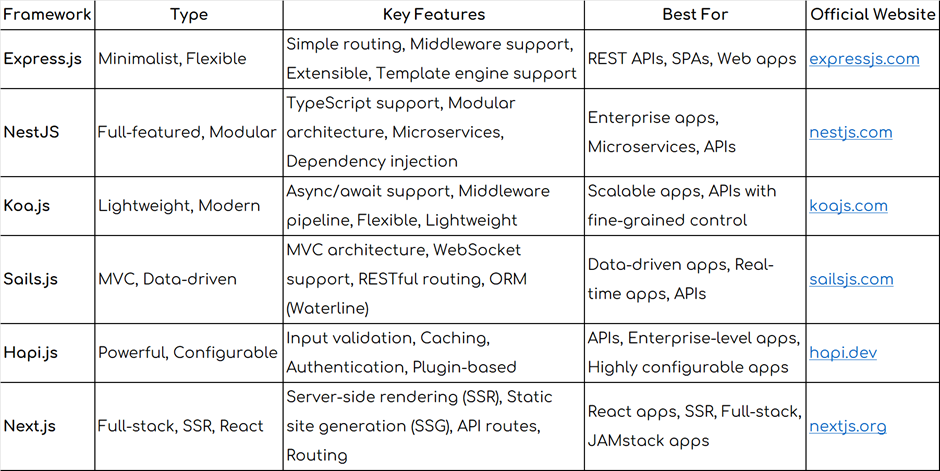 Framework Type Key Features Best For Official Website
Express.js Minimalist, Flexible Simple routing, Middleware support, REST APIs, SPAs, Web apps expressjs.com
Extensible, Template engine support
NestJS Full-featured, Modular TypeScript support, Modular Enterprise apps, nestjs.com
architecture, Microservices, Microservices, APIs
Dependency injection
Koa.js Lightweight, Modern Async/await support, Middleware Scalable apps, APIs with koajs.com
pipeline, Flexible, Lightweight fine-grained control
Sails.js MVC, Data-driven MVC architecture, WebSocket Data-driven apps, Real- sailsjs.com
support, RESTful routing, ORM time apps, APIs
(Waterline)
Hapi.js Powerful, Configurable Input validation, Caching, APIs, Enterprise-level apps, hapi.dev
Authentication, Plugin-based Highly configurable apps
Next.js Full-stack, SSR, React Server-side rendering (SSR), Static React apps, SSR, Full-stack, nextjs.org
site generation (SSG), API routes, JAMstack apps
Routing